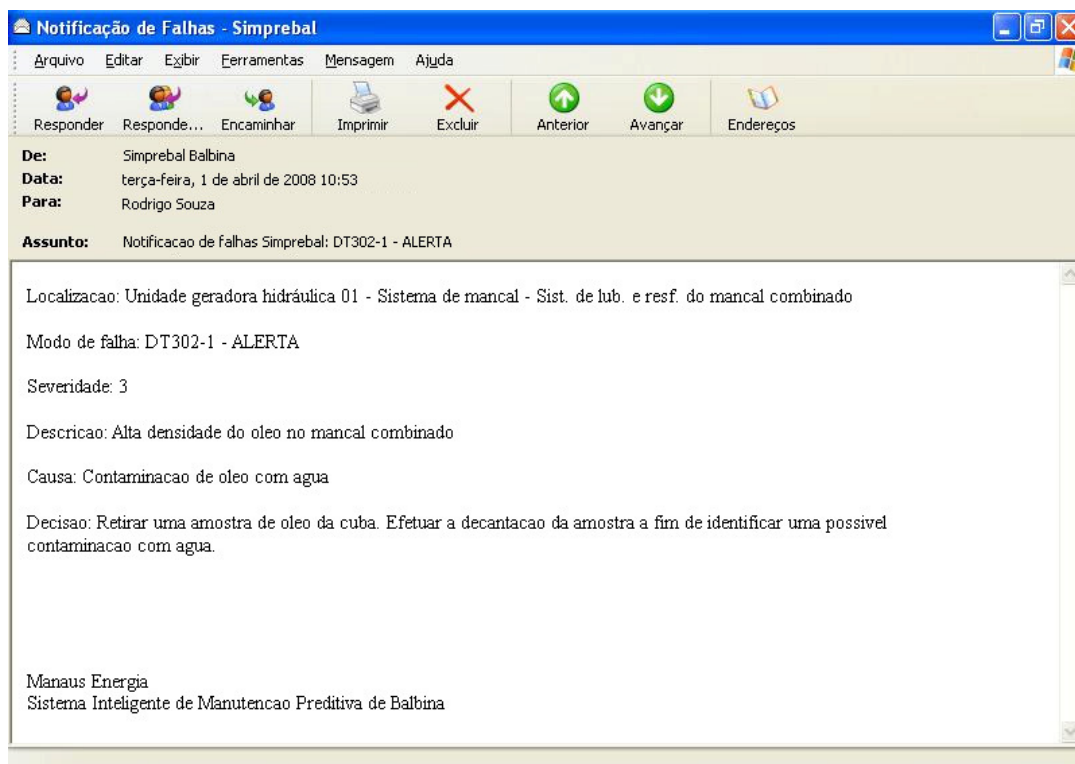 Notificação de Falhas - Simprebal
Arquivo Editar Exibir Ferramentas Mensagem Ajuda
Responder Responde... Encaminhar Imprimir Excluir Anterior Avançar Endereços
De: Simprebal Balbina
Data: terça-feira, 1 de abril de 2008 10:53
Para: Rodrigo Souza
Assunto: Notificacao de falhas Simprebal: DT302-1 - ALERTA
Localizacao: Unidade geradora hidráulica 01 - Sistema de mancal - Sist. de lub. e resf. do mancal combinado
Modo de falha: DT302-1 - ALERTA
Severidade: 3
Descricao: Alta densidade do oleo no mancal combinado
Causa: Contaminacao de oleo com agua
Decisao: Retirar uma amostra de oleo da cuba. Efetuar a decantacao da amostra a fim de identificar uma possivel
contaminacao com agua.
Manaus Energia
Sistema Inteligente de Manutencao Preditiva de Balbina